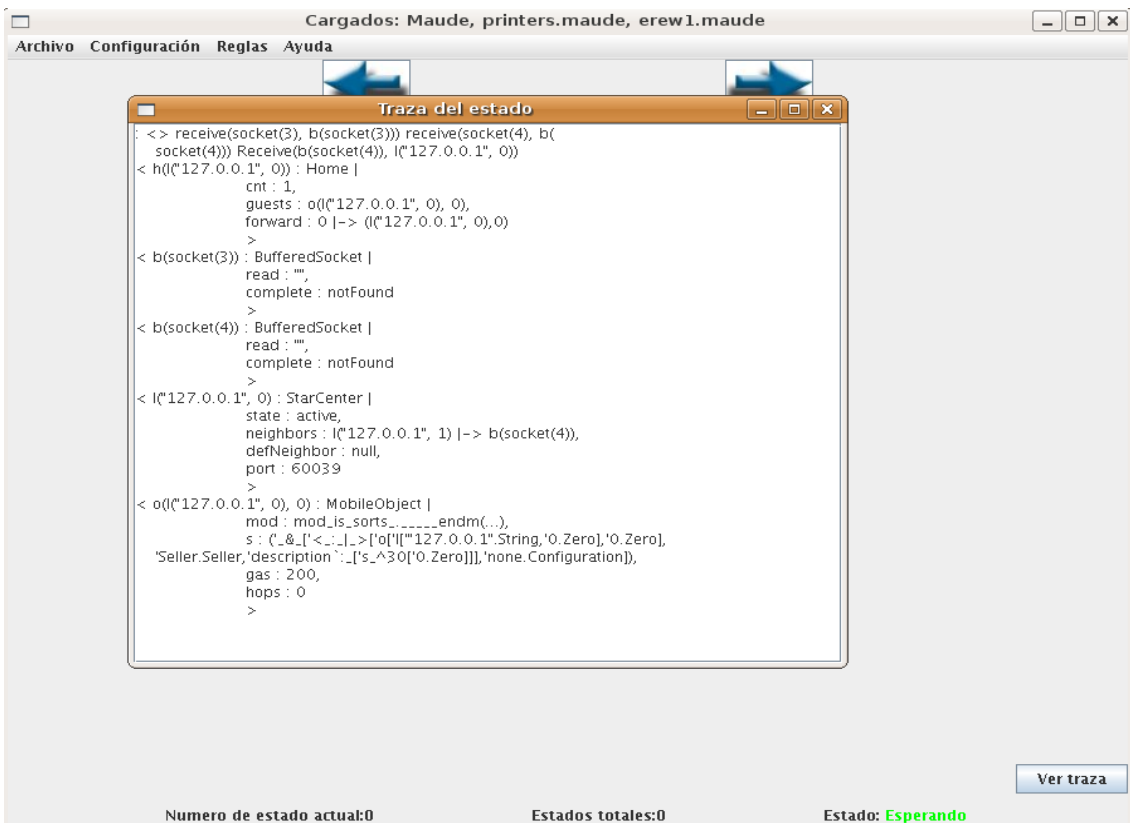 Cargados: Maude, printers.maude, erew1.maude
Archivo Configuración Reglas Ayuda
Traza del estado
: <> receive(socket(3), b(socket(3))) receive(socket(4), b(
socket(4))) Receive(b(socket(4)), l("127.0.0.1", 0))
< h(l("127.0.0.1", 0)) : Home |
cnt : 1,
guests : o(l("127.0.0.1", 0), 0),
forward : 0 |-> (l("127.0.0.1", 0),0)
>
< b(socket(3)) : BufferedSocket |
read : "",
complete : notFound
>
< b(socket(4)) : BufferedSocket |
read : "",
complete : notFound
>
< l("127.0.0.1", 0) : StarCenter |
state : active,
neighbors : l("127.0.0.1", 1) |-> b(socket(4)),
defNeighbor : null,
port : 60039
>
< o(l("127.0.0.1", 0), 0) : MobileObject |
mod : mod_is_sorts_._____endm(...),
s : ('_&_['<_:_|_>['o['l['"127.0.0.1".String,'0.Zero],'0.Zero],
'Seller.Seller,'description`:_['s_^30['0.Zero]]],'none.Configuration]),
gas : 200,
hops : 0
>
Ver traza
Numero de estado actual:0 Estados totales:0 Estado: Esperando